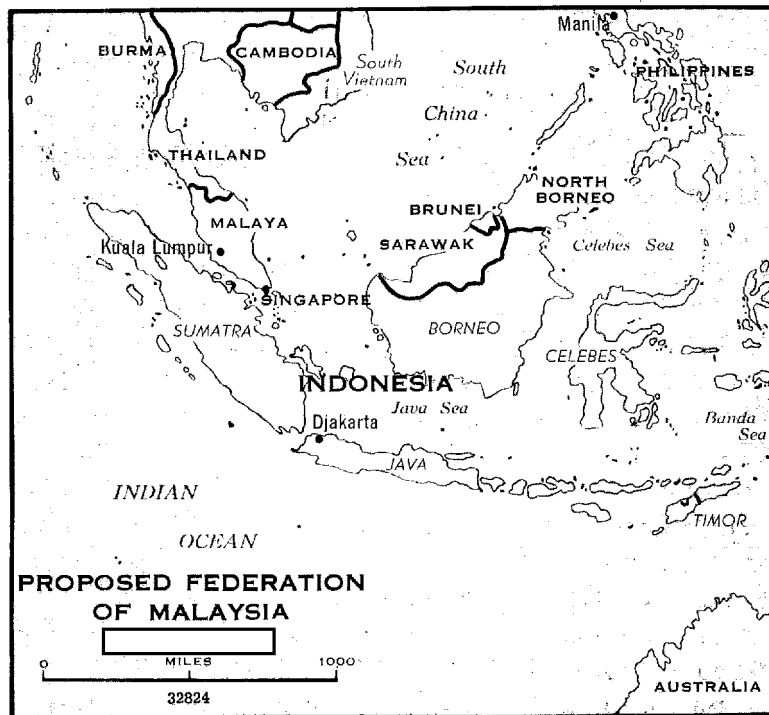 Manila
BURMA
CAMBODIA
South
Vietnam
South
China
Sea
PHILIPPINES
THAILAND
NORTH
BORNEO
MALAYA
BRUNEI
SARAWAK
Celebes Sea
Kuala Lumpur
SINGAPORE
SUMATRA
BORNEO
CELEBES
INDONESIA
Java Sea
Djakarta
Banda
Sea
JAVA
INDIAN
OCEAN
TIMOR
PROPOSED FEDERATION
OF MALAYSIA
MILES
0 1000
32824
AUSTRALIA